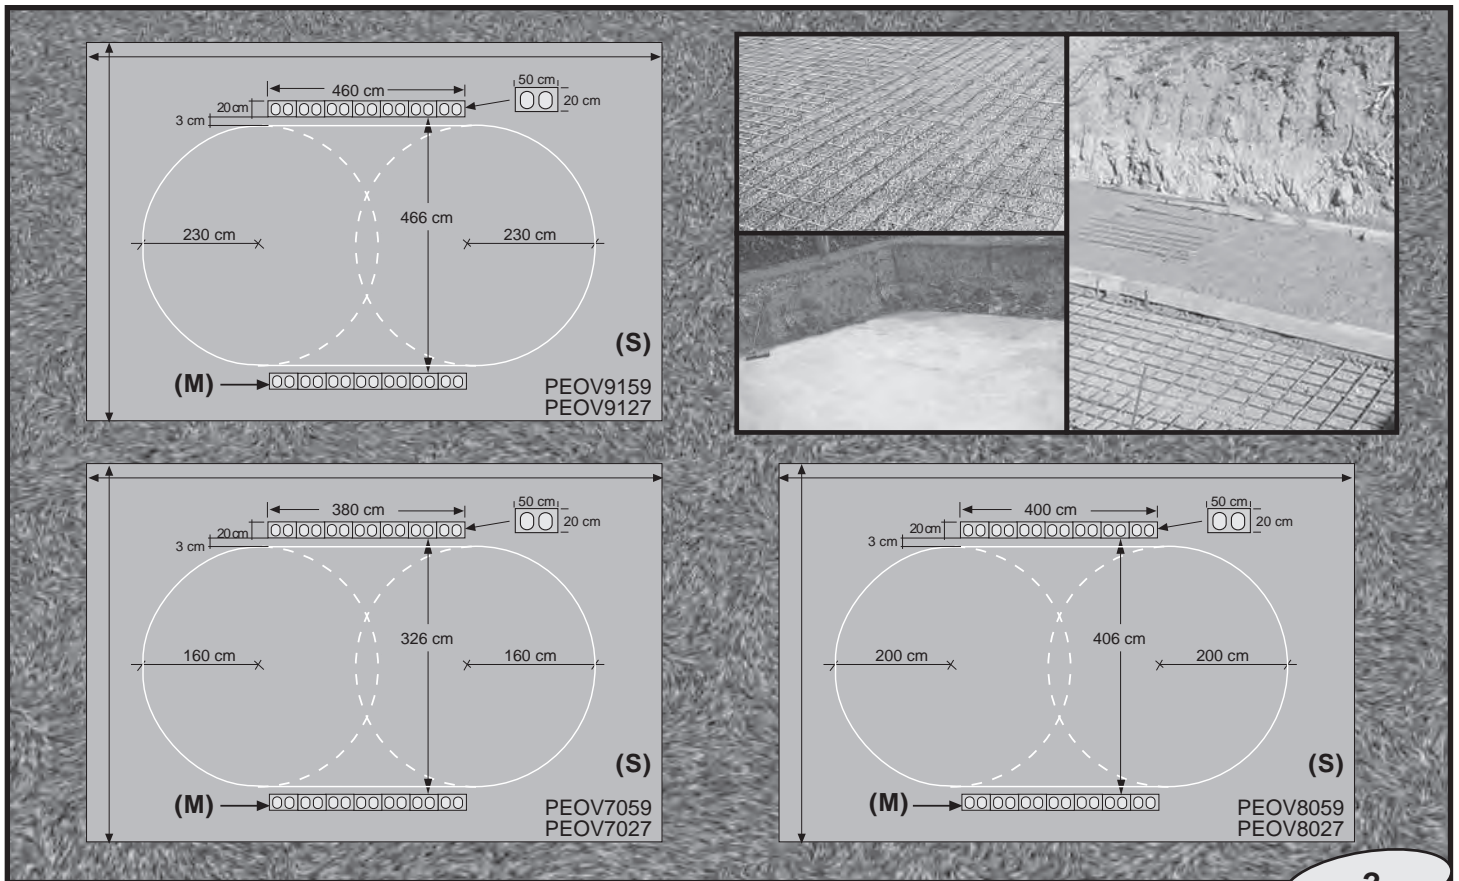 460 cm
50 cm
20 cm
20 cm
3 cm
466 cm
230 cm
230 cm
(S)
(M)
PEOV9159
PEOV9127
380 cm
50 cm
20 cm
20 cm
3 cm
326 cm
160 cm
160 cm
(S)
(M)
PEOV7059
PEOV7027
400 cm
50 cm
20 cm
20 cm
3 cm
406 cm
200 cm
200 cm
(S)
(M)
PEOV8059
PEOV8027